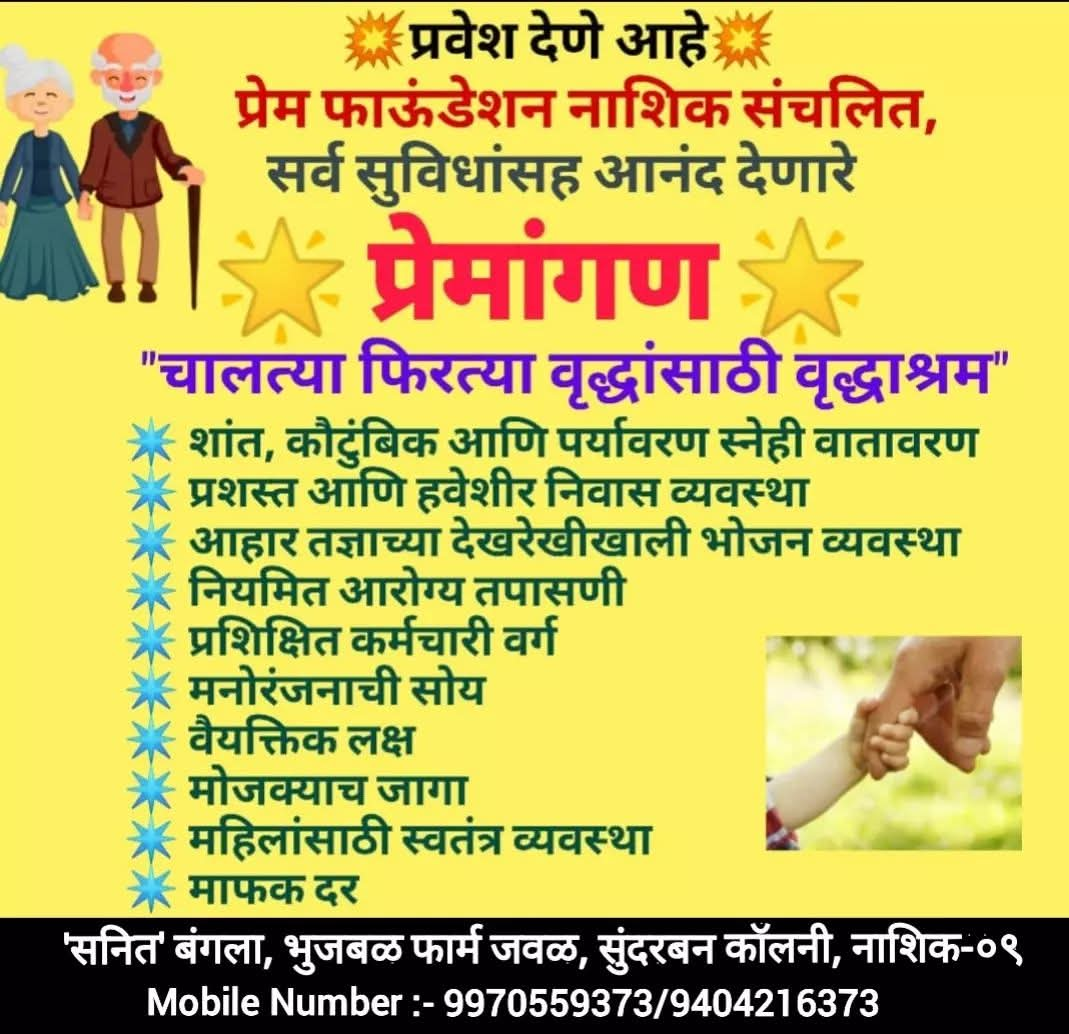 प्रवेश देणे आहे
प्रेम फाऊंडेशन नाशिक संचलित,
सर्व सुविधांसह आनंद देणारे
प्रेमांगण
"चालत्या फिरत्या वृद्धांसाठी वृद्धाश्रम"
शांत, कौटुंबिक आणि पर्यावरण स्नेही वातावरण
प्रशस्त आणि हवेशीर निवास व्यवस्था
आहार तज्ञाच्या देखरेखीखाली भोजन व्यवस्था
नियमित आरोग्य तपासणी
प्रशिक्षित कर्मचारी वर्ग
मनोरंजनाची सोय
वैयक्तिक लक्ष
मोजक्याच जागा
महिलांसाठी स्वतंत्र व्यवस्था
माफक दर
'सनित' बंगला, भुजबळ फार्म जवळ, सुंदरबन कॉलनी, नाशिक-०९
Mobile Number :- 9970559373/9404216373